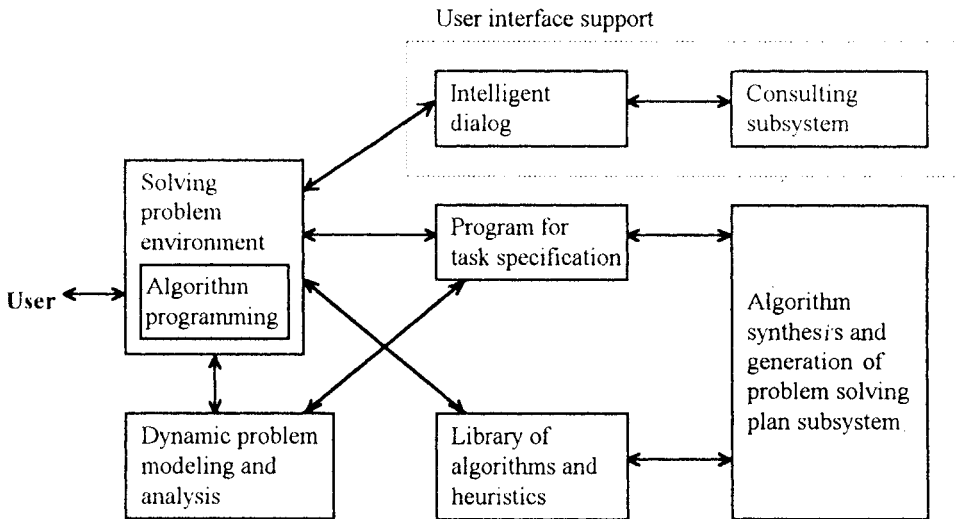 User interface support
Intelligent
dialog
Consulting
subsystem
Solving
problem
environment
Algorithm
programming
User
Program for
task specification
Algorithm
synthesis and
generation of
problem solving
plan subsystem
Dynamic problem
modeling and
analysis
Library of
algorithms and
heuristics